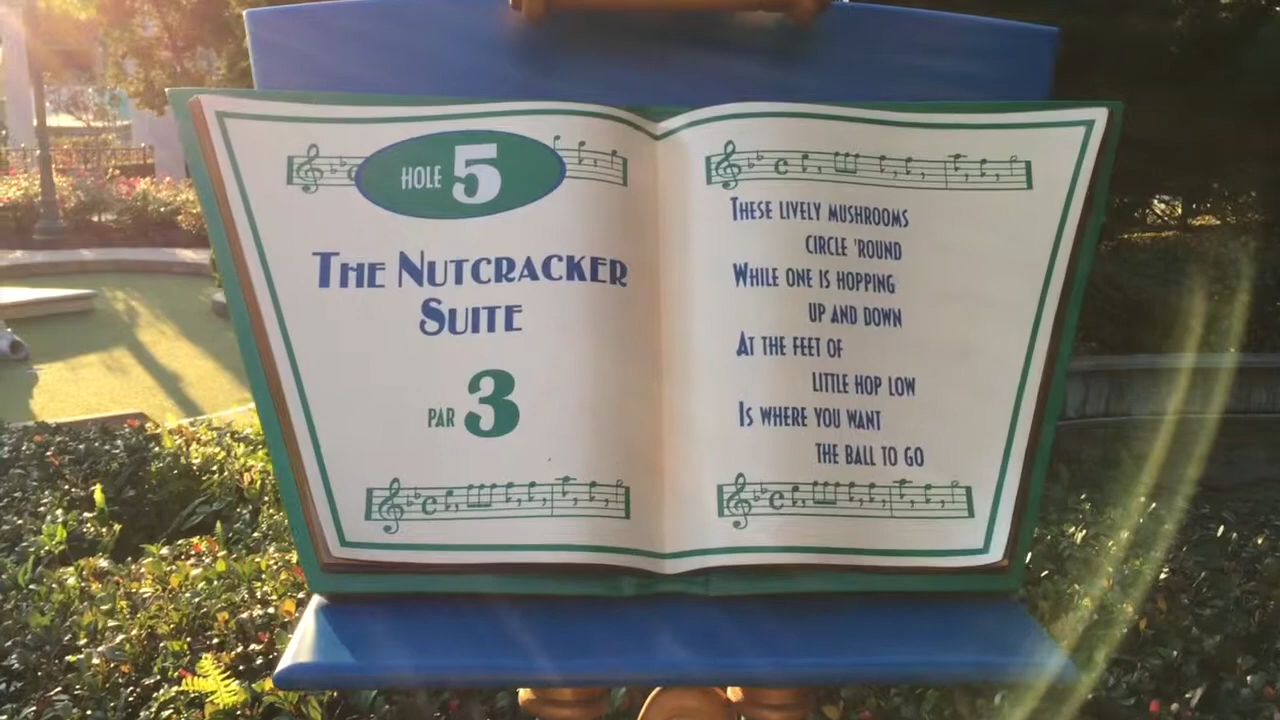 HOLE 5
THE NUTCRACKER
SUITE
PAR 3
THESE LIVELY MUSHROOMS
CIRCLE 'ROUND
WHILE ONE IS HOPPING
UP AND DOWN
AT THE FEET OF
LITTLE HOP LOW
IS WHERE YOU WANT
THE BALL TO GO